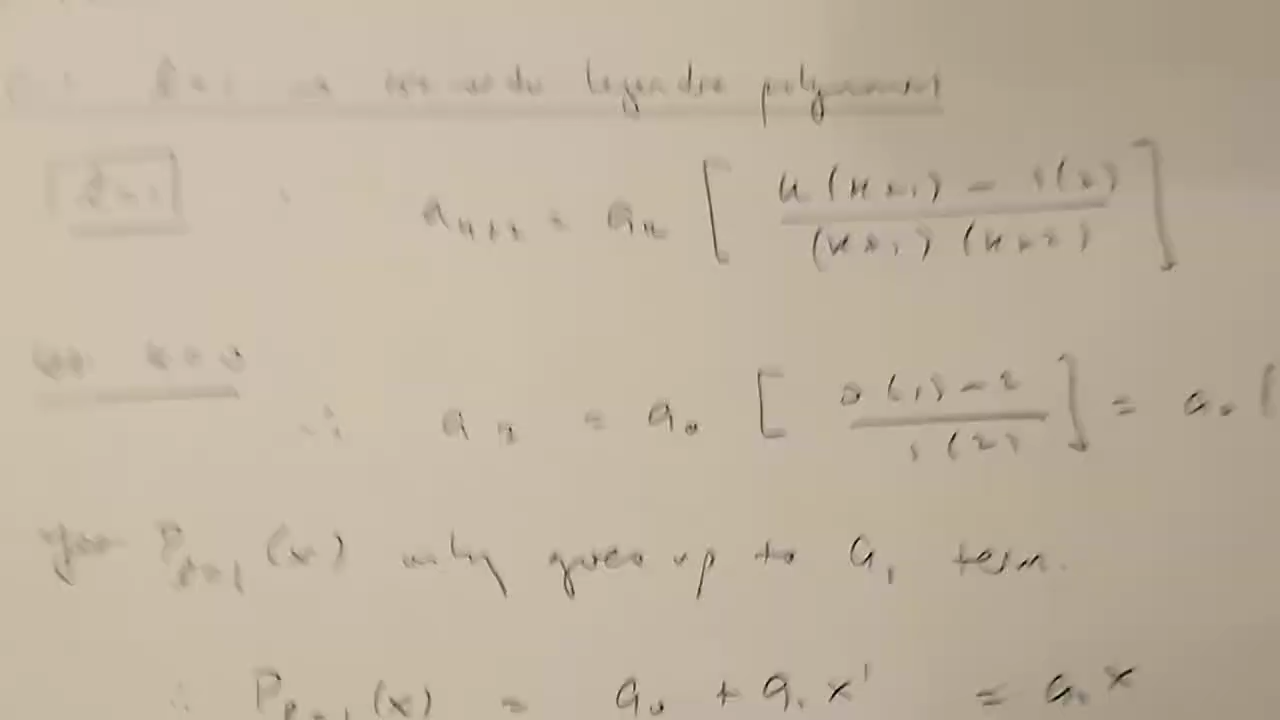 legendre polynomial
ℓ=1 : a_{n+2} = a_n [ n(n+1) - 1(2) / (n+1)(n+2) ]
n=0
∴ a_2 = a_0 [ 0(1)-2 / 1(2) ] = a_0 (
P_{ℓ=1}(x) only goes up to a_1 term.
∴ P_{ℓ=1}(x) = a_0 + a_1 x^1 = a_1 x